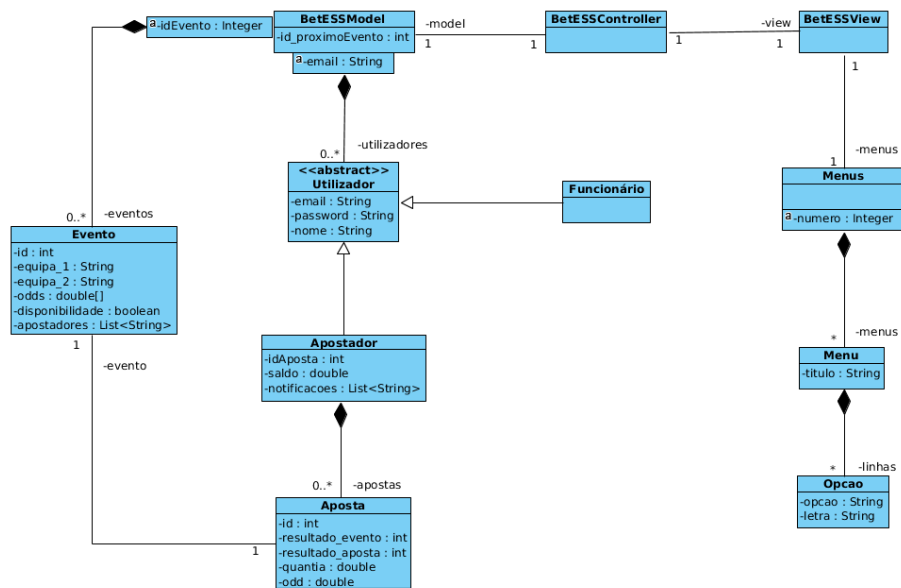 a-idEvento : Integer
BetESSModel
-id_proximoEvento : int
a-email : String
-model
1
1
BetESSController
1
-view
1
BetESSView
1
-menus
1
Menus
a-numero : Integer
-menus
*
Menu
-titulo : String
-linhas
*
Opcao
-opcao : String
-letra : String
-utilizadores
0..*
<<abstract>>
Utilizador
-email : String
-password : String
-nome : String
Funcionário
-eventos
0..*
Evento
-id : int
-equipa_1 : String
-equipa_2 : String
-odds : double[]
-disponibilidade : boolean
-apostadores : List<String>
1
-evento
Apostador
-idAposta : int
-saldo : double
-notificacoes : List<String>
0..*
-apostas
1
Aposta
-id : int
-resultado_evento : int
-resultado_aposta : int
-quantia : double
-odd : double